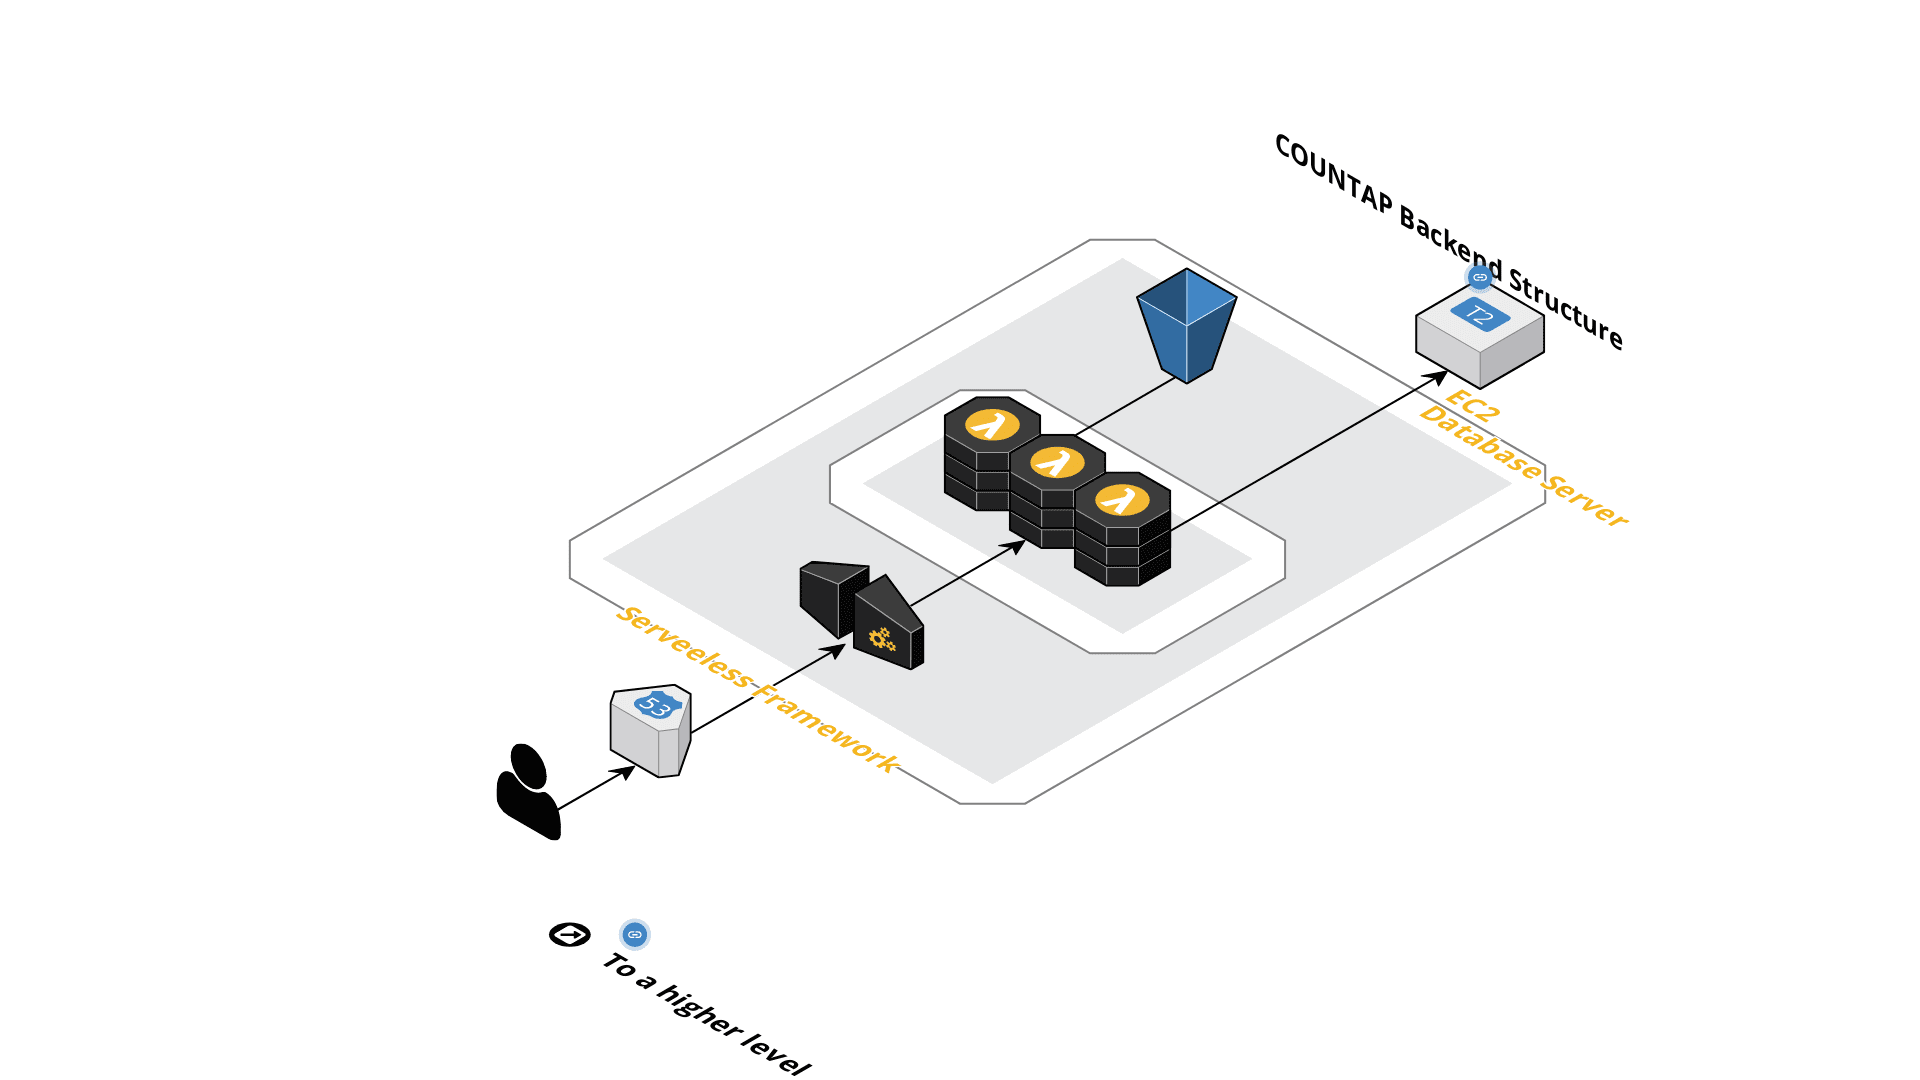 COUNTAP Backend Structure
T2
EC2
Database Server
λ
λ
λ
Serveeless Framework
53
To a higher level